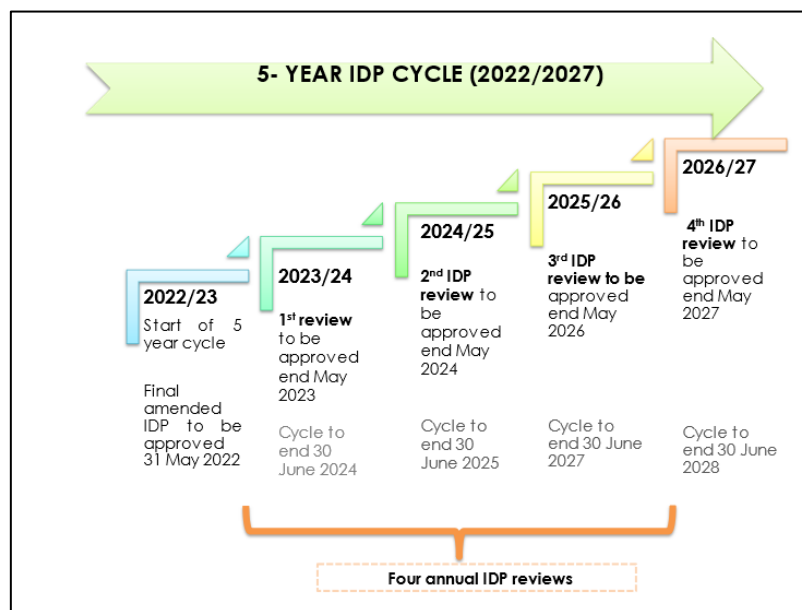 5- YEAR IDP CYCLE (2022/2027)
2022/23
Start of 5
year cycle
Final
amended
IDP to be
approved
31 May 2022
2023/24
1st review
to be
approved
end May
2023
Cycle to
end 30
June 2024
2024/25
2nd IDP
review to
be
approved
end May
2024
Cycle to
end 30
June 2025
2025/26
3rd IDP
review to be
approved
end May
2026
Cycle to
end 30 June
2027
2026/27
4th IDP
review to
be
approved
end May
2027
Cycle to
end 30 June
2028
Four annual IDP reviews